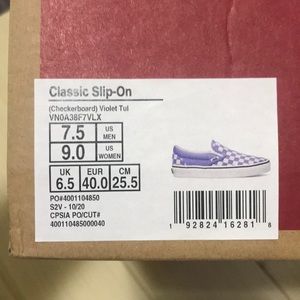 Classic Slip-On
(Checkerboard) Violet Tul
VN0A38F7VLX
7.5 US MEN
9.0 US WOMEN
UK EUR CM
6.5 40.0 25.5
PO#4001104850
S2V - 10/20
CPSIA PO/CUT#
400110485000040
1 92824 16281 8